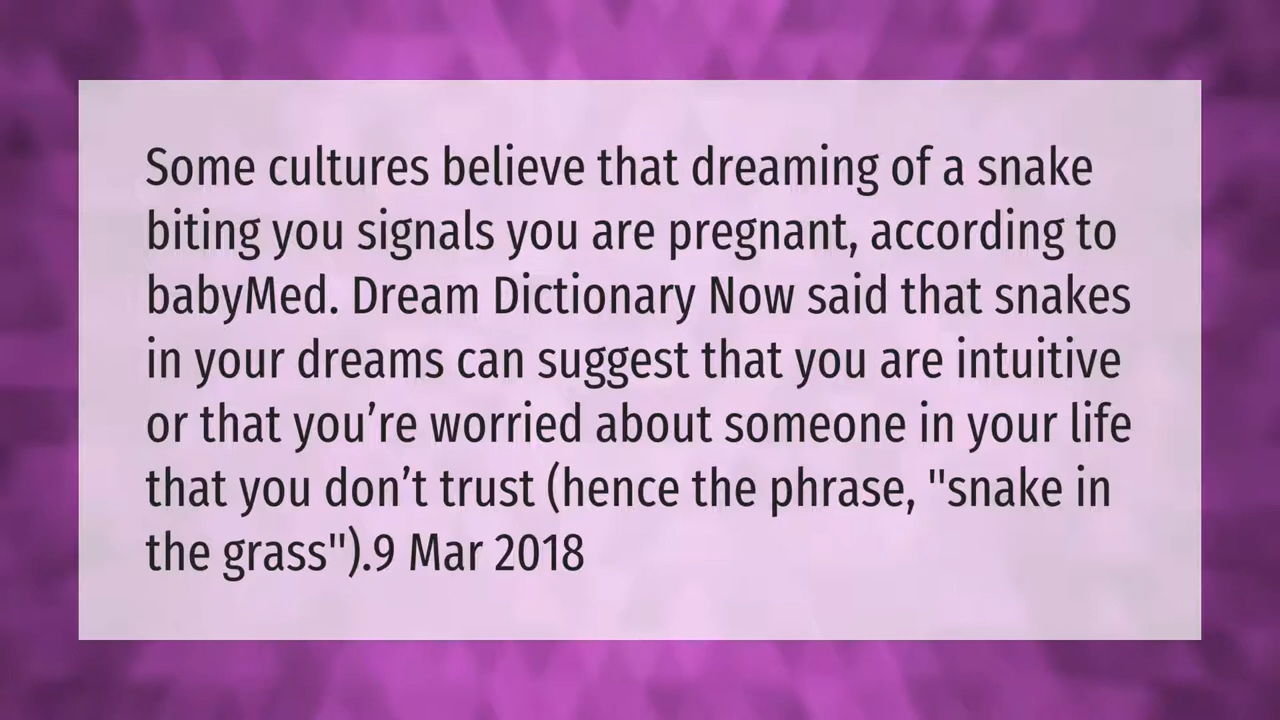 Some cultures believe that dreaming of a snake
biting you signals you are pregnant, according to
babyMed. Dream Dictionary Now said that snakes
in your dreams can suggest that you are intuitive
or that you’re worried about someone in your life
that you don’t trust (hence the phrase, "snake in
the grass").9 Mar 2018